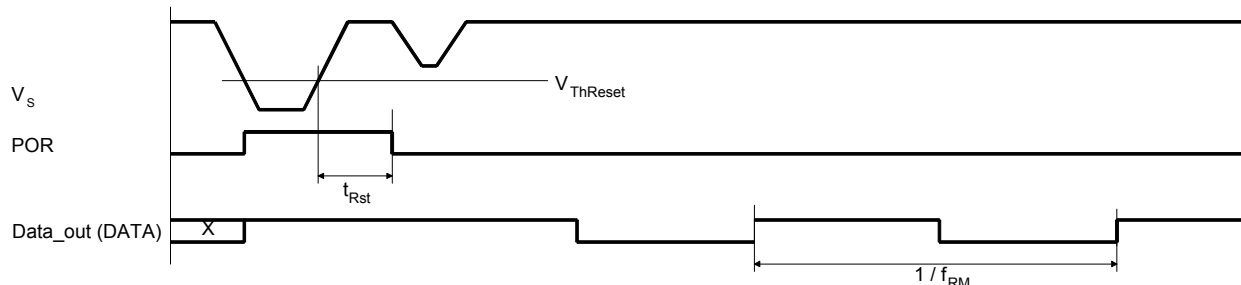 V_ThReset
V_S
POR
t_Rst
Data_out (DATA)
X
1 / f_RM